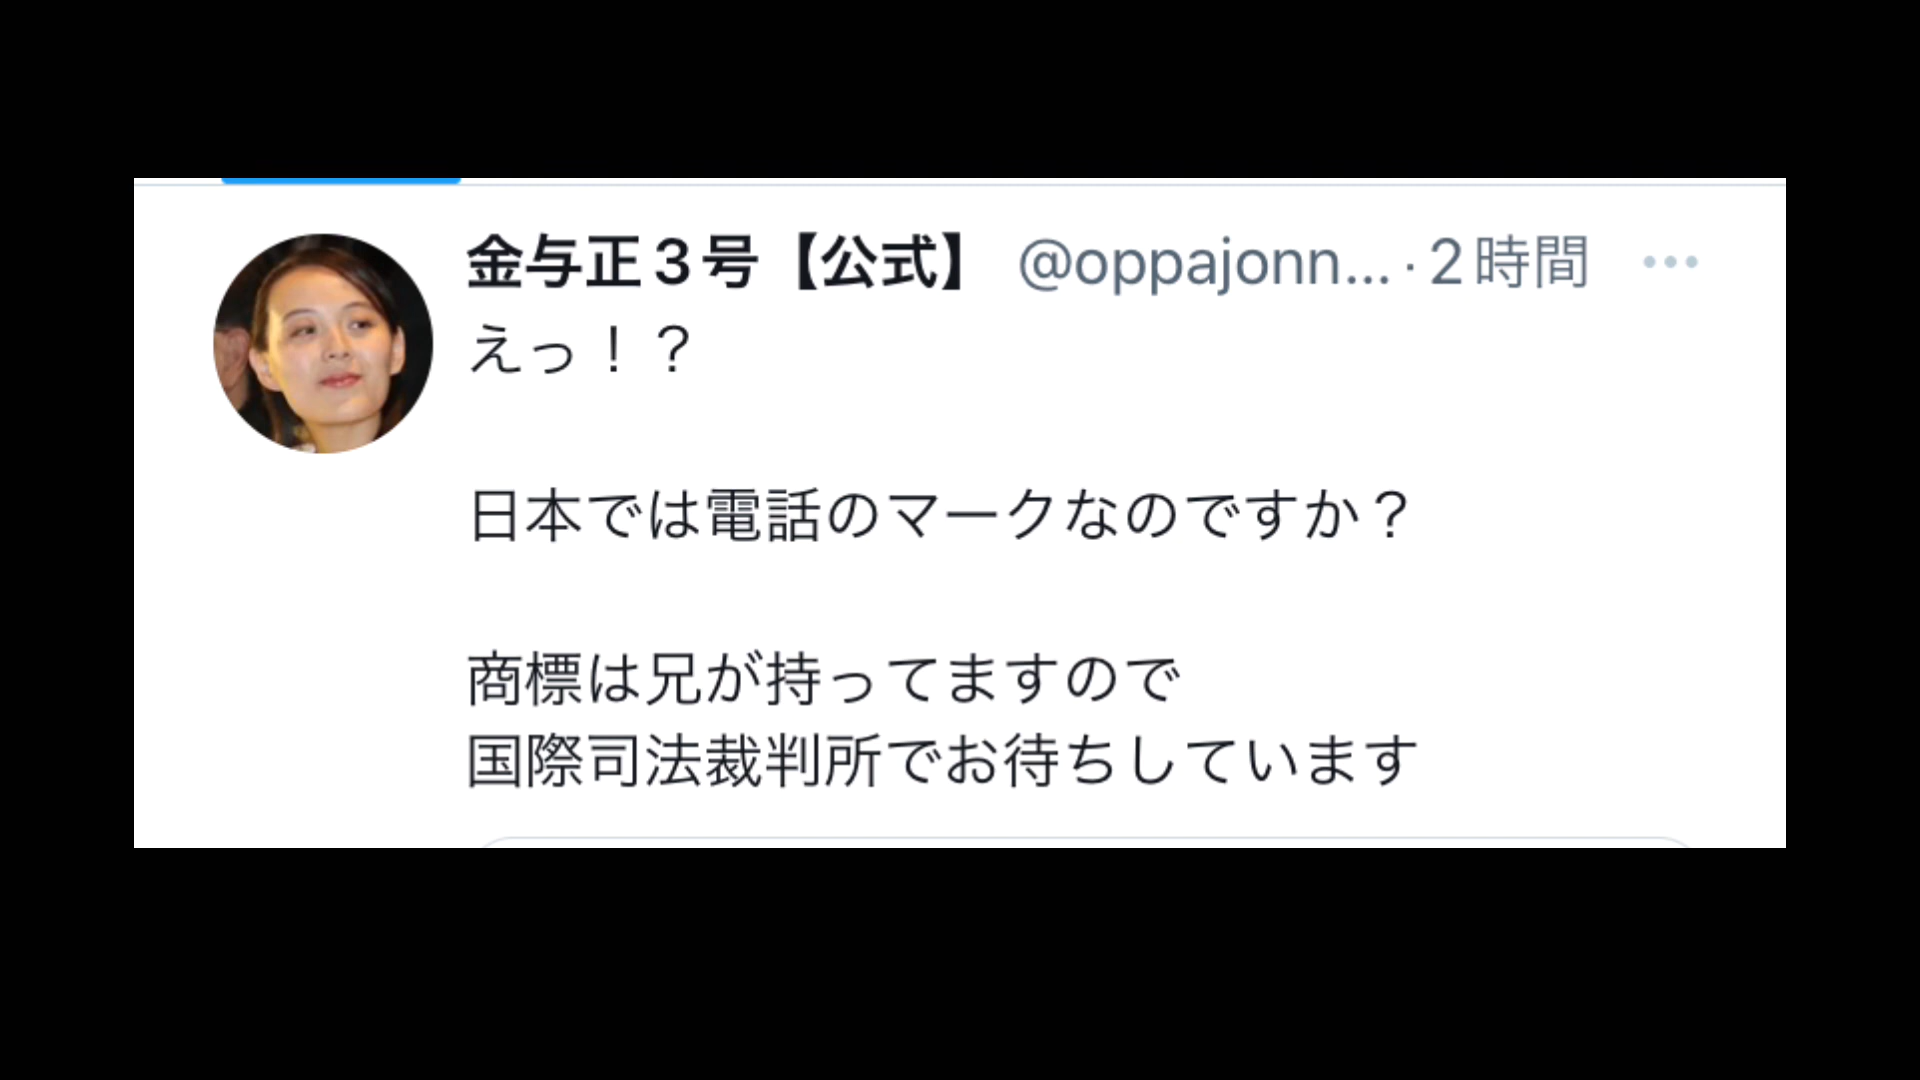 金与正3号【公式】 @oppajonn... · 2時間
えっ！？
日本では電話のマークなのですか？
商標は兄が持ってますので
国際司法裁判所でお待ちしています